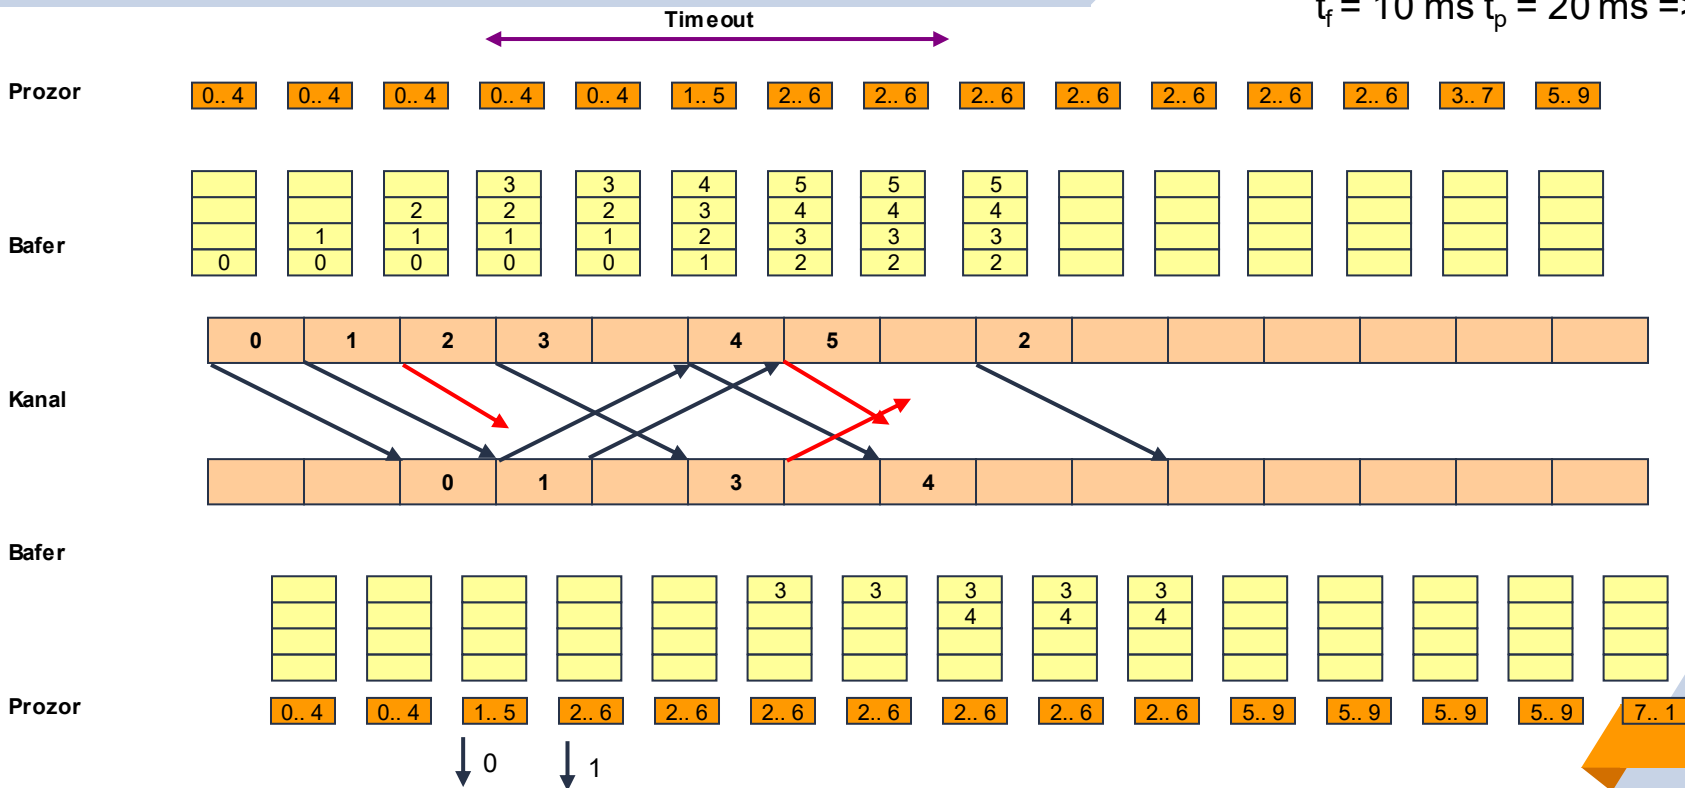 t_f = 10 ms t_p = 20 ms =>
Timeout
Prozor
0.. 4 0.. 4 0.. 4 0.. 4 0.. 4 1.. 5 2.. 6 2.. 6 2.. 6 2.. 6 2.. 6 2.. 6 2.. 6 3.. 7 5.. 9
3 3 4 5 5 5
2 2 2 3 4 4 4
Bafer
1 1 1 1 2 3 3 3
0 0 0 0 0 1 2 2 2
0 1 2 3 4 5 2
Kanal
0 1 3 4
Bafer
3 3 3 3 3
4 4 4
Prozor
0.. 4 0.. 4 1.. 5 2.. 6 2.. 6 2.. 6 2.. 6 2.. 6 2.. 6 2.. 6 5.. 9 5.. 9 5.. 9 5.. 9 7.. 1
0 1